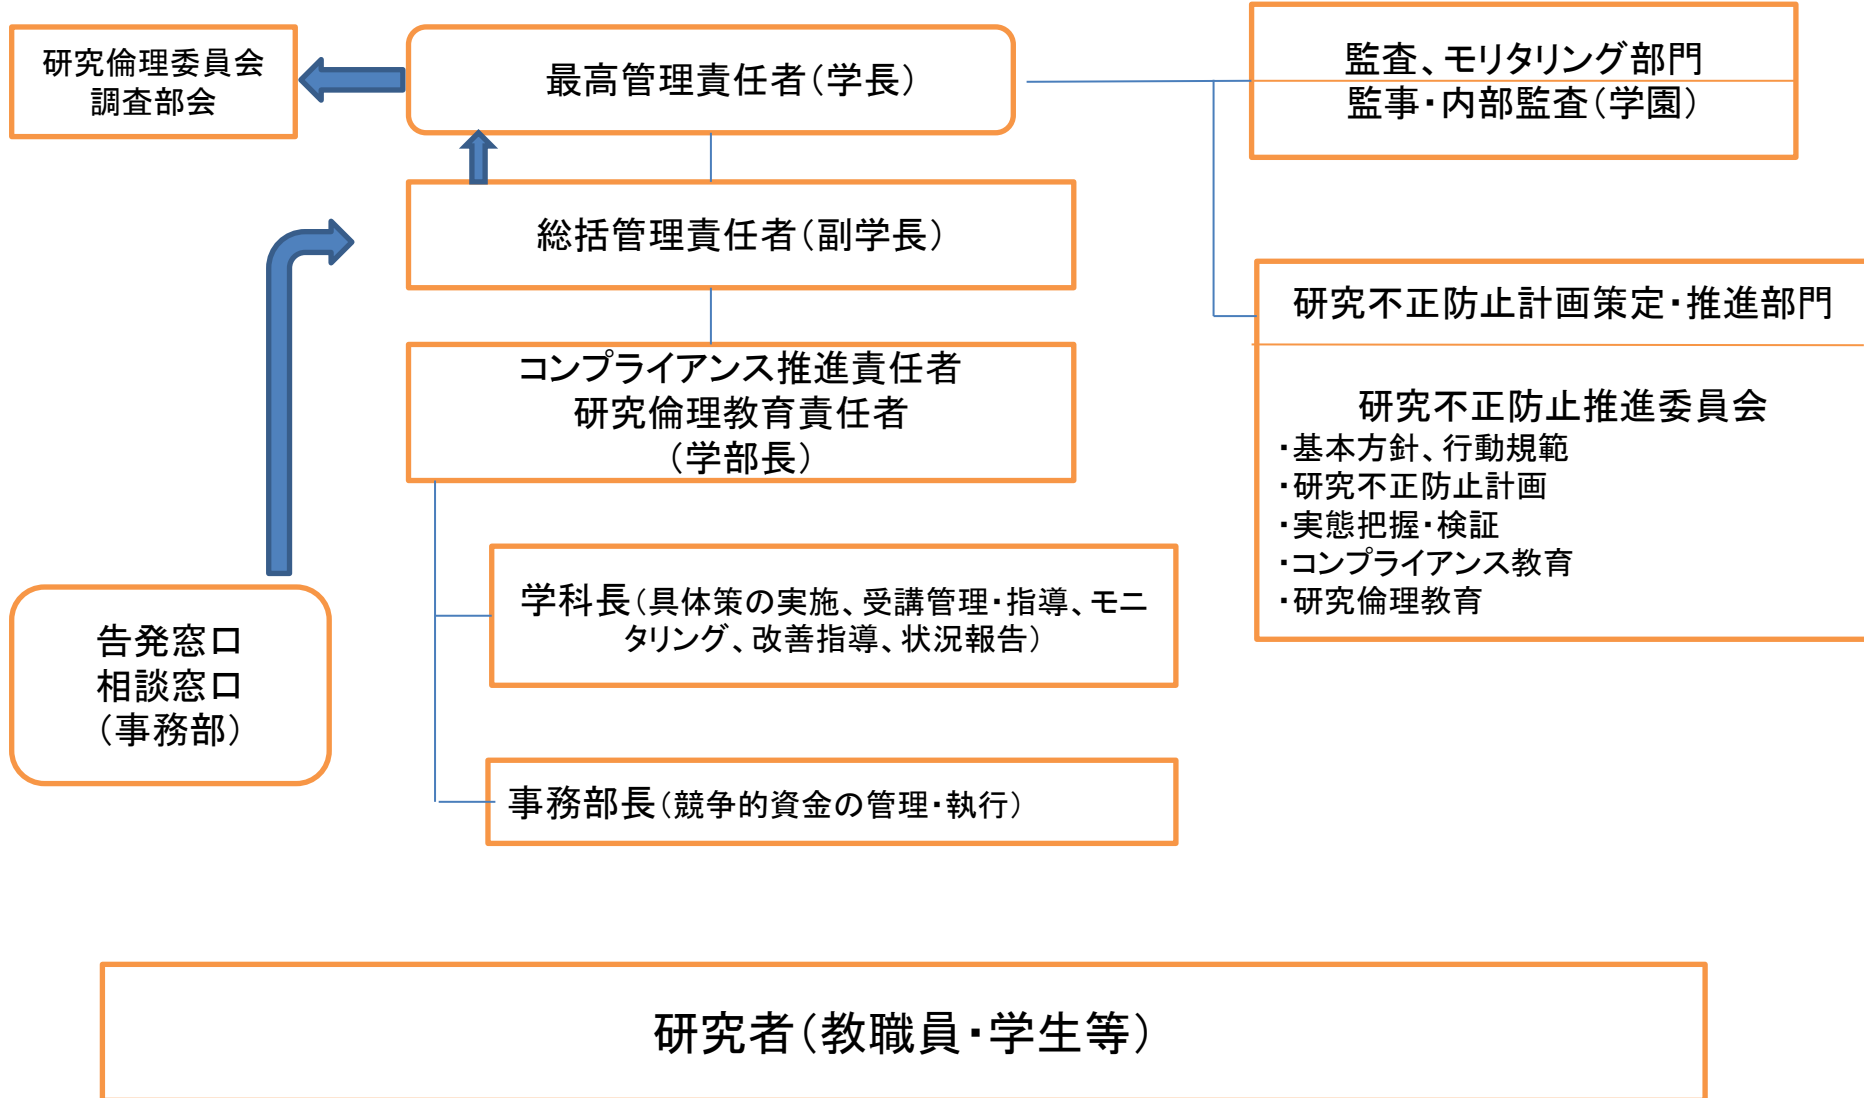 研究倫理委員会
調査部会
最高管理責任者（学長）
監査、モリタリング部門
監事・内部監査（学園）
総括管理責任者（副学長）
研究不正防止計画策定・推進部門
コンプライアンス推進責任者
研究倫理教育責任者
（学部長）
研究不正防止推進委員会
・基本方針、行動規範
・研究不正防止計画
・実態把握・検証
・コンプライアンス教育
・研究倫理教育
学科長（具体策の実施、受講管理・指導、モニ
タリング、改善指導、状況報告）
告発窓口
相談窓口
（事務部）
事務部長（競争的資金の管理・執行）
研究者（教職員・学生等）